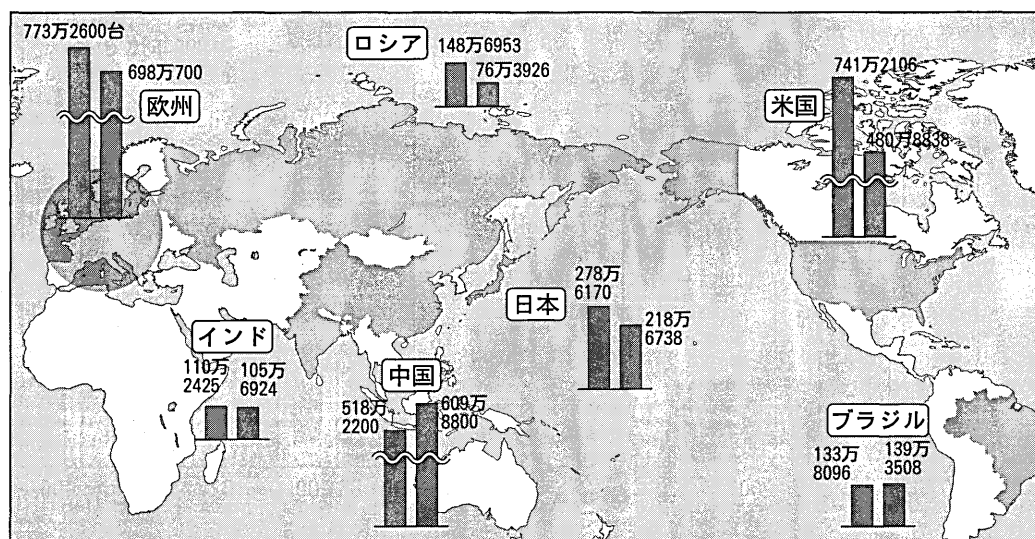 773万2600台
698万700
欧州
ロシア
148万6953
76万3926
米国
741万2106
480万8838
日本
278万
6170
218万
6738
インド
110万
2425
105万
6924
中国
518万
2200
609万
8800
ブラジル
133万
8096
139万
3508